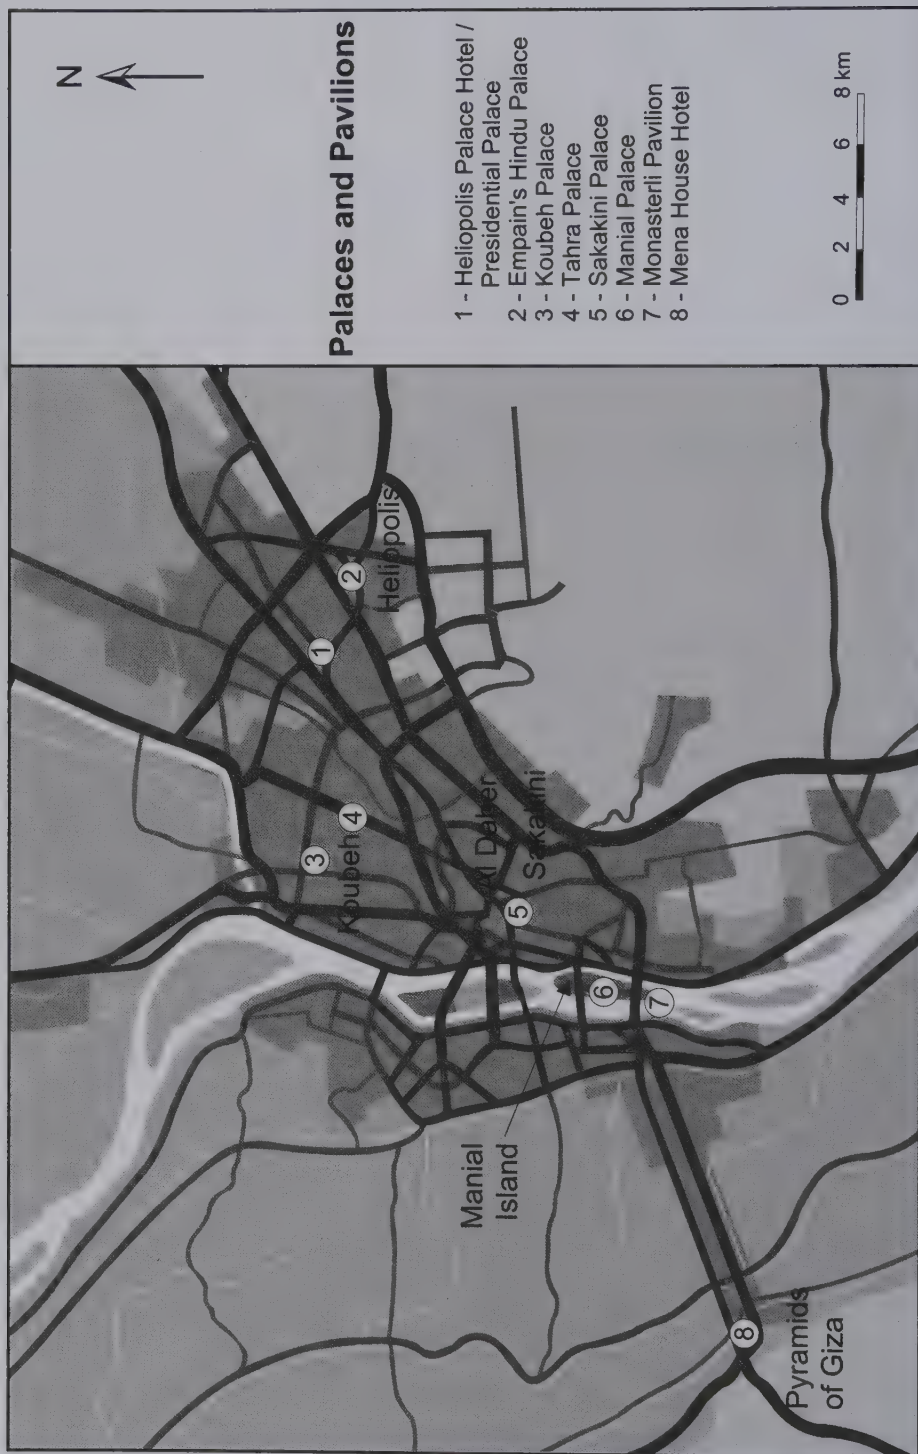 N
Palaces and Pavilions
1 - Heliopolis Palace Hotel /
Presidential Palace
2 - Empain's Hindu Palace
3 - Koubeh Palace
4 - Tahra Palace
5 - Sakakini Palace
6 - Manial Palace
7 - Monasterli Pavilion
8 - Mena House Hotel
0 2 4 6 8 km
1
2
Heliopolis
3
4
Koubeh
Al Daher
Sakakini
5
6
7
Manial
Island
8
Pyramids
of Giza